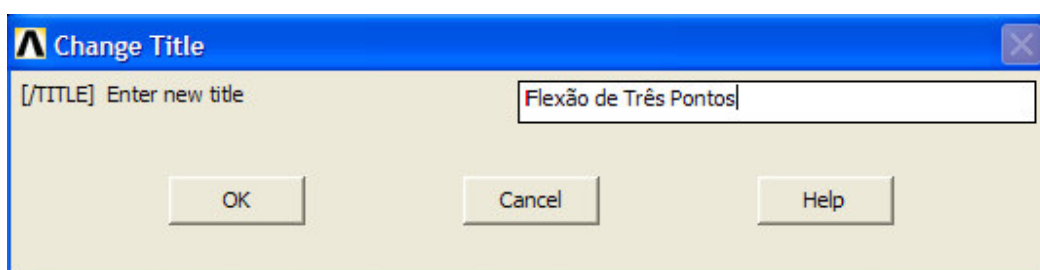 Change Title
[/TITLE] Enter new title Flexão de Três Pontos
OK Cancel Help